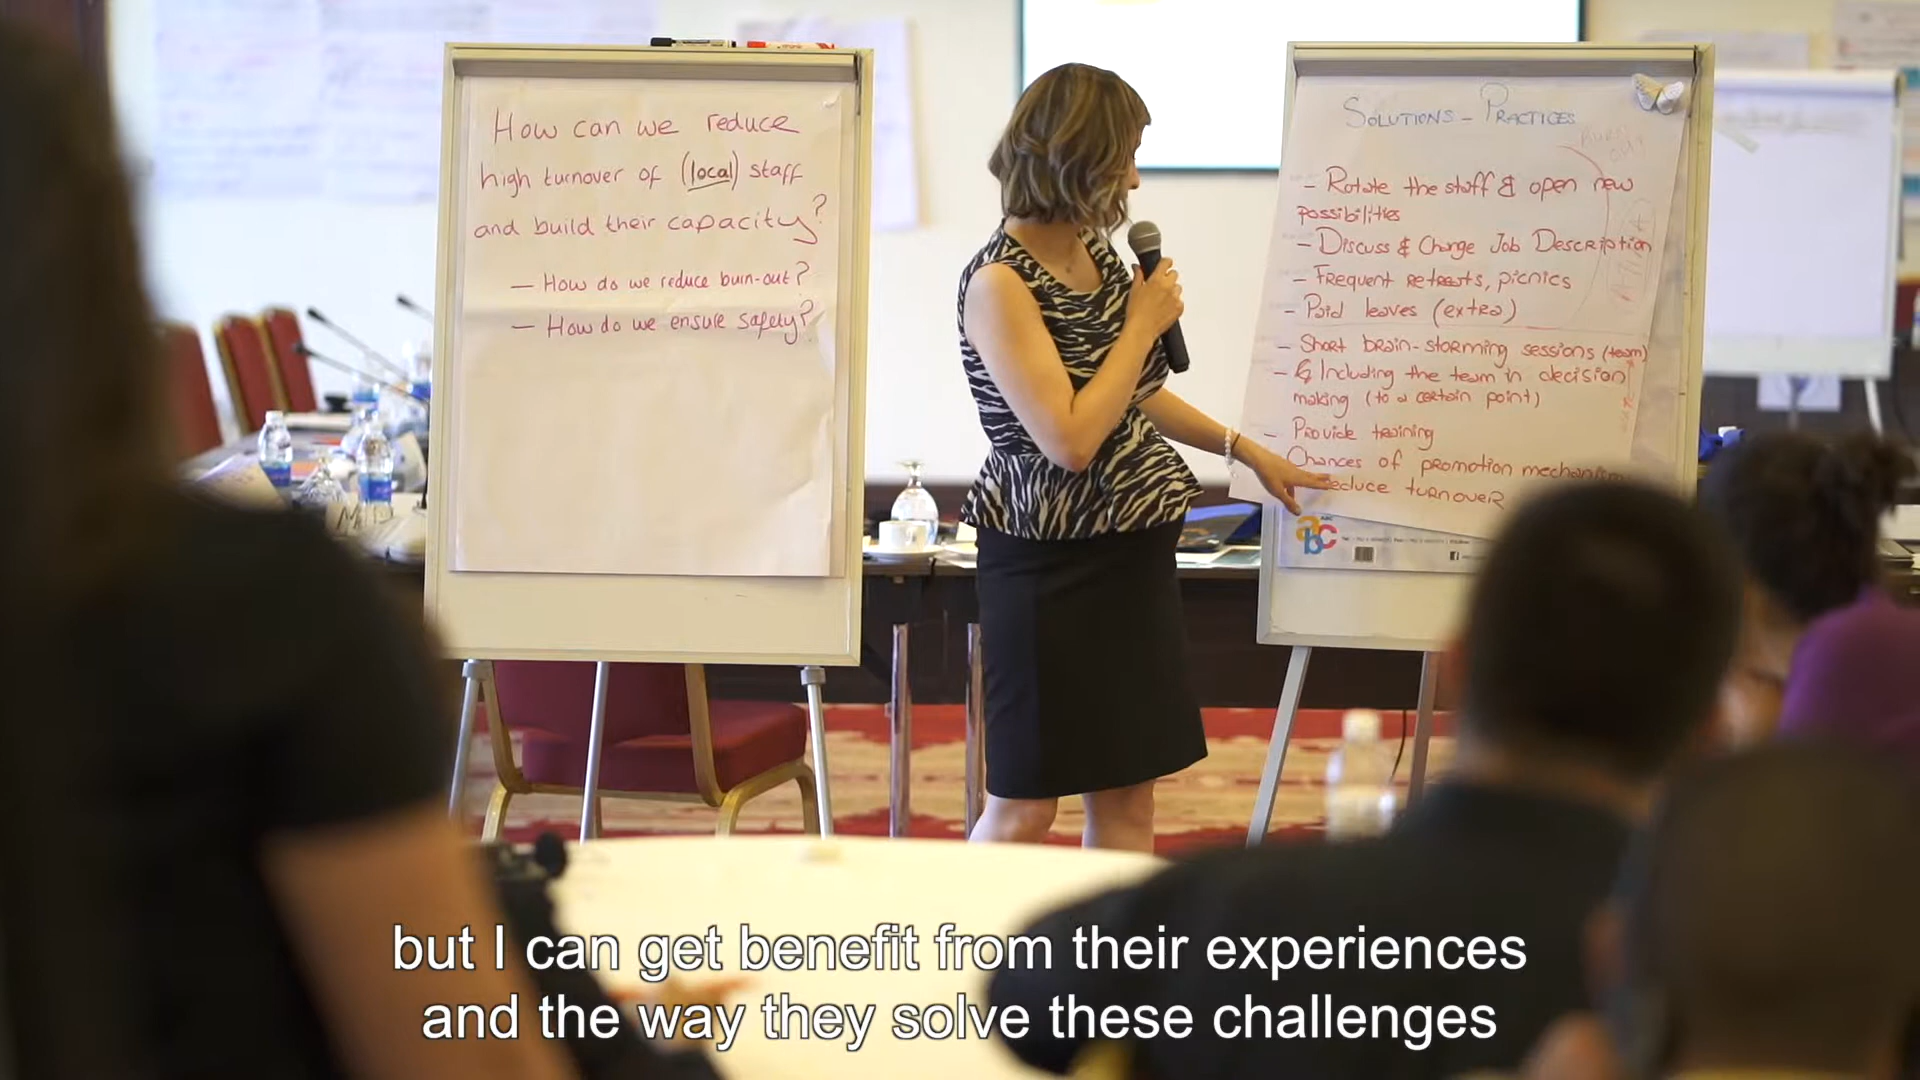 How can we reduce
high turnover of (local) staff
and build their capacity?
— How do we reduce burn-out?
— How do we ensure safety?
SOLUTIONS - PRACTICES
BURN
OUT
- Rotate the staff & open new
possibilities
- Discuss & Change Job Description
- Frequent retreats, picnics
- Paid leaves (extra)
- Short brain-storming sessions (team)
- & Including the team in decision
making (to a certain point)
- Provide training
Chances of promotion mechanism
reduce turnover
abc
but I can get benefit from their experiences
and the way they solve these challenges